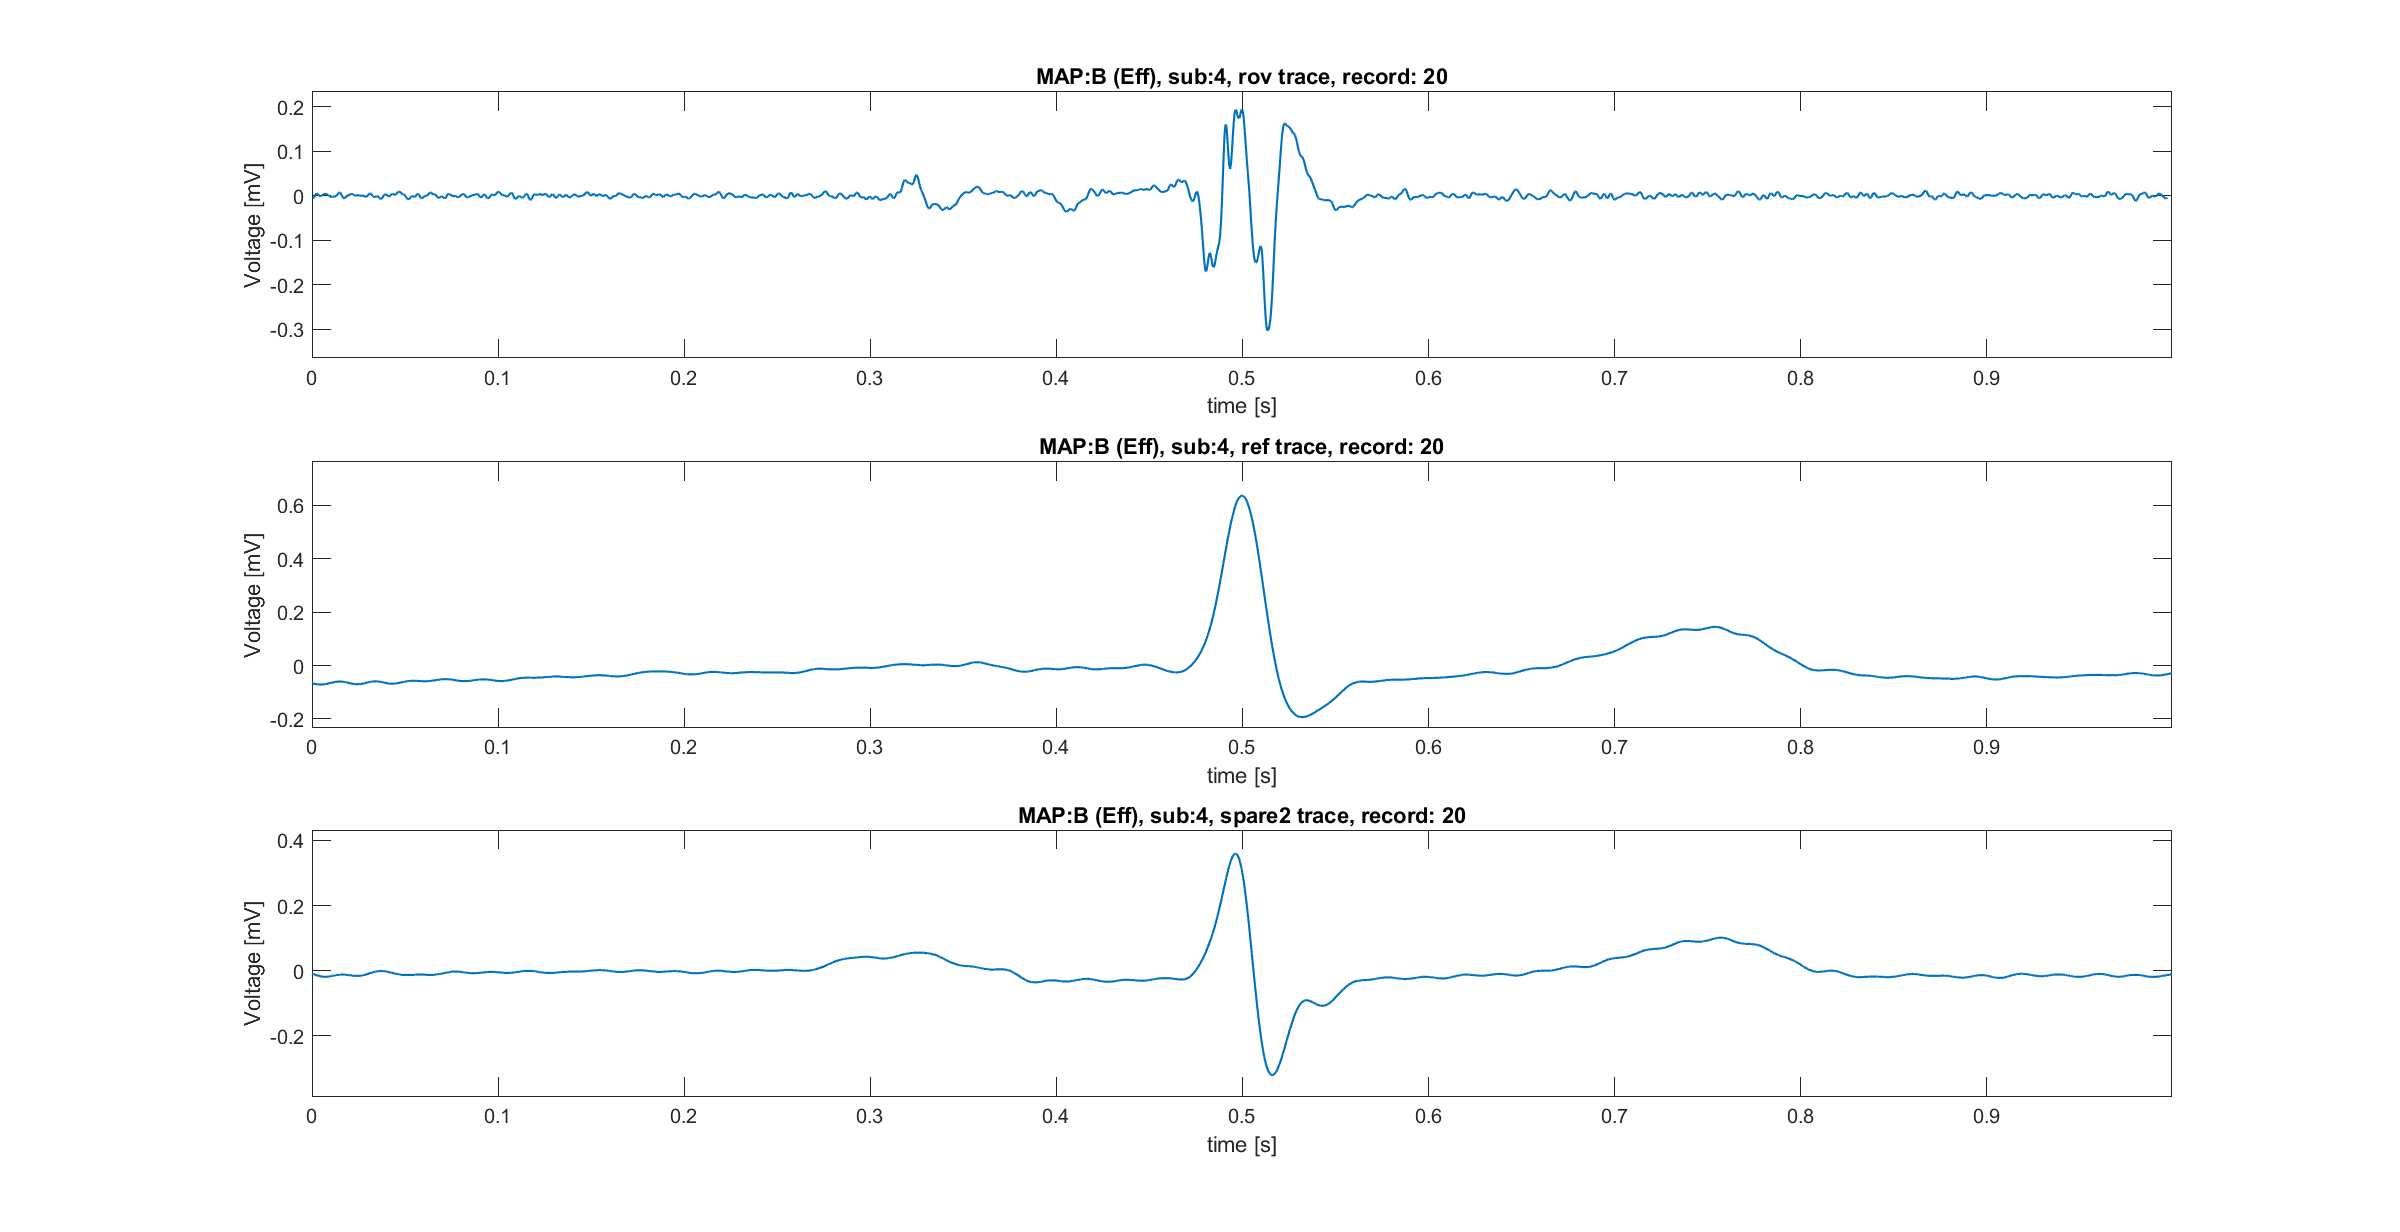 MAP:B (Eff), sub:4, rov trace, record: 20
Voltage [mV]
0.2
0.1
0
-0.1
-0.2
-0.3
0 0.1 0.2 0.3 0.4 0.5 0.6 0.7 0.8 0.9
time [s]
MAP:B (Eff), sub:4, ref trace, record: 20
Voltage [mV]
0.6
0.4
0.2
0
-0.2
0 0.1 0.2 0.3 0.4 0.5 0.6 0.7 0.8 0.9
time [s]
MAP:B (Eff), sub:4, spare2 trace, record: 20
Voltage [mV]
0.4
0.2
0
-0.2
0 0.1 0.2 0.3 0.4 0.5 0.6 0.7 0.8 0.9
time [s]